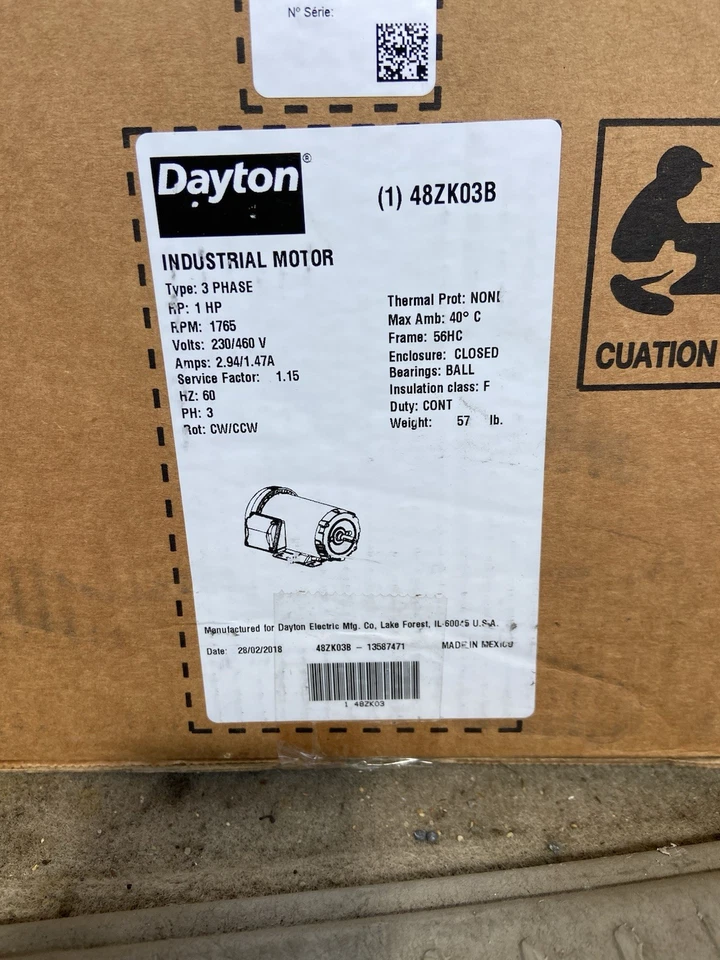 N° Série:
Dayton®
(1) 48ZK03B
INDUSTRIAL MOTOR
Type: 3 PHASE
HP: 1 HP
RPM: 1765
Volts: 230/460 V
Amps: 2.94/1.47A
Service Factor: 1.15
HZ: 60
PH: 3
Rot: CW/CCW
Thermal Prot: NONE
Max Amb: 40° C
Frame: 56HC
Enclosure: CLOSED
Bearings: BALL
Insulation class: F
Duty: CONT
Weight: 57 lb.
CUATION
Manufactured for Dayton Electric Mfg. Co, Lake Forest, IL-60045 U.S.A.
Date: 28/02/2018 48ZK03B - 13587471 MADE IN MEXICO
1 48ZK03